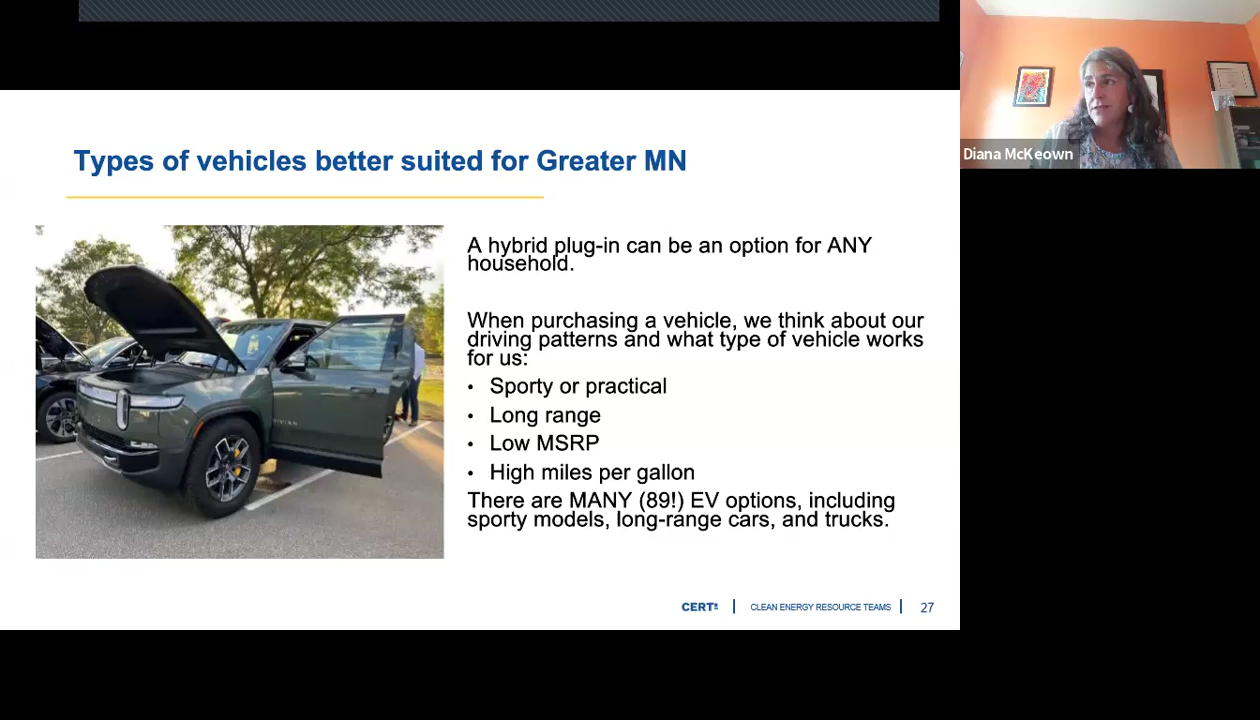 Types of vehicles better suited for Greater MN
A hybrid plug-in can be an option for ANY
household.
When purchasing a vehicle, we think about our
driving patterns and what type of vehicle works
for us:
• Sporty or practical
• Long range
• Low MSRP
• High miles per gallon
There are MANY (89!) EV options, including
sporty models, long-range cars, and trucks.
RIVIAN
CERTs | CLEAN ENERGY RESOURCE TEAMS | 27
Diana McKeown